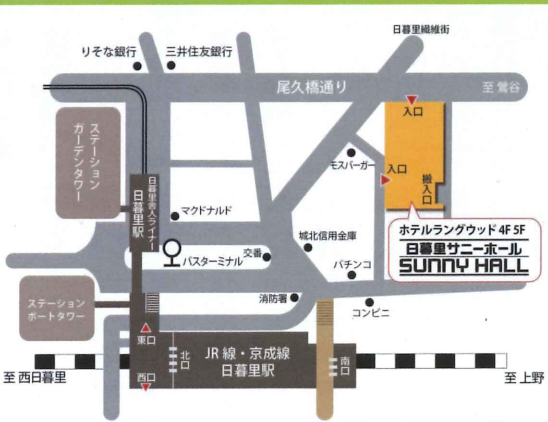 日暮里繊維街
りそな銀行
三井住友銀行
尾久橋通り
至 鶯谷
入口
ステーション
ガーデンタワー
モスバーガー
入口
搬入口
日暮里舎人ライナー
日暮里駅
マクドナルド
ホテルラングウッド 4F 5F
日暮里サニーホール
SUNNY HALL
城北信用金庫
交番
バスターミナル
パチンコ
ステーション
ポートタワー
消防署
コンビニ
東口
北口
JR 線・京成線
日暮里駅
南口
西口
至 西日暮里
至 上野